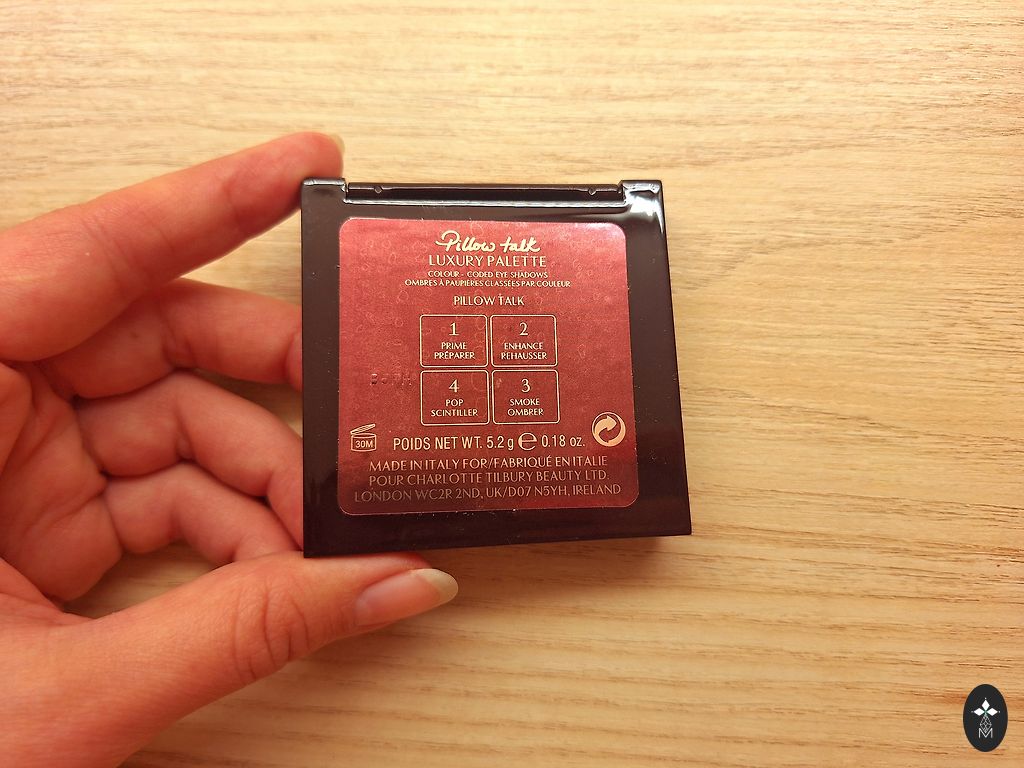 Pillow talk
LUXURY PALETTE
COLOUR - CODED EYE SHADOWS
OMBRES À PAUPIÈRES CLASSÉES PAR COULEUR
PILLOW TALK
1
PRIME
PRÉPARER
2
ENHANCE
REHAUSSER
4
POP
SCINTILLER
3
SMOKE
OMBRER
30M
POIDS NET WT. 5.2 g ℮ 0.18 oz.
MADE IN ITALY FOR/FABRIQUÉ EN ITALIE
POUR CHARLOTTE TILBURY BEAUTY LTD.
LONDON WC2R 2ND, UK/D07 N5YH, IRELAND
M